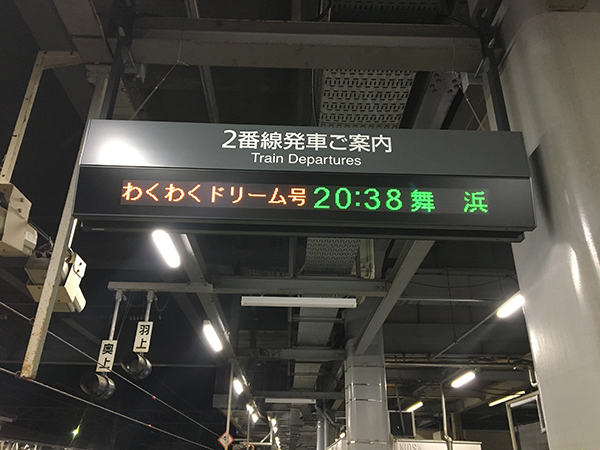 2番線発車ご案内
Train Departures
わくわくドリーム号 20:38 舞 浜
羽上
奥上
KIDS